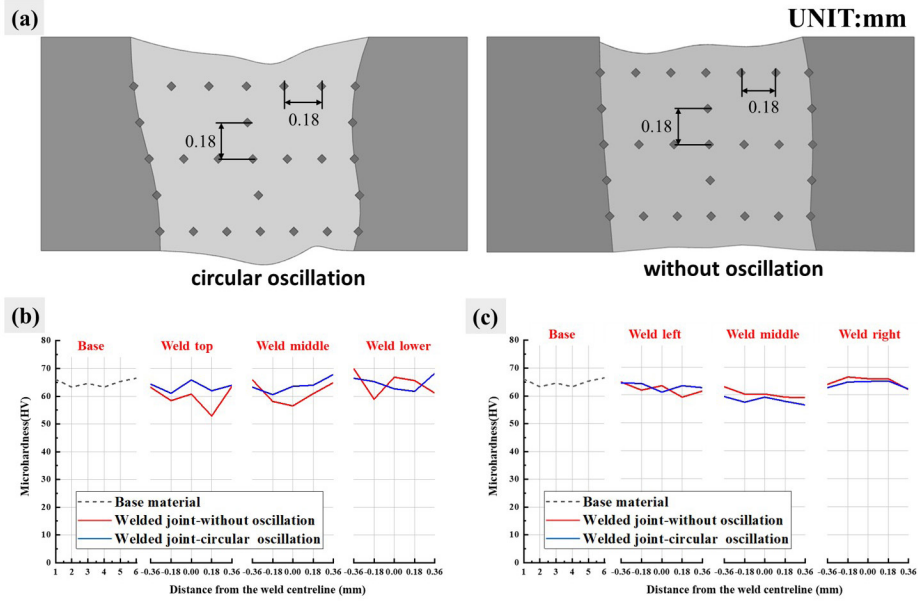 (a)
UNIT:mm
0.18
0.18
0.18
0.18
circular oscillation
without oscillation
(b)
Base
Weld top
Weld middle
Weld lower
Microhardness(HV)
80
70
60
50
40
30
20
10
0
Base material
Welded joint-without oscillation
Welded joint-circular oscillation
1 2 3 4 5 6 -0.36 -0.18 0.00 0.18 0.36 -0.36 -0.18 0.00 0.18 0.36 -0.36 -0.18 0.00 0.18 0.36
Distance from the weld centreline (mm)
(c)
Base
Weld left
Weld middle
Weld right
Microhardness(HV)
80
70
60
50
40
30
20
10
0
Base material
Welded joint-without oscillation
Welded joint-circular oscillation
1 2 3 4 5 6 -0.36 -0.18 0.00 0.18 0.36 -0.36 -0.18 0.00 0.18 0.36 -0.36 -0.18 0.00 0.18 0.36
Distance from the weld centreline (mm)